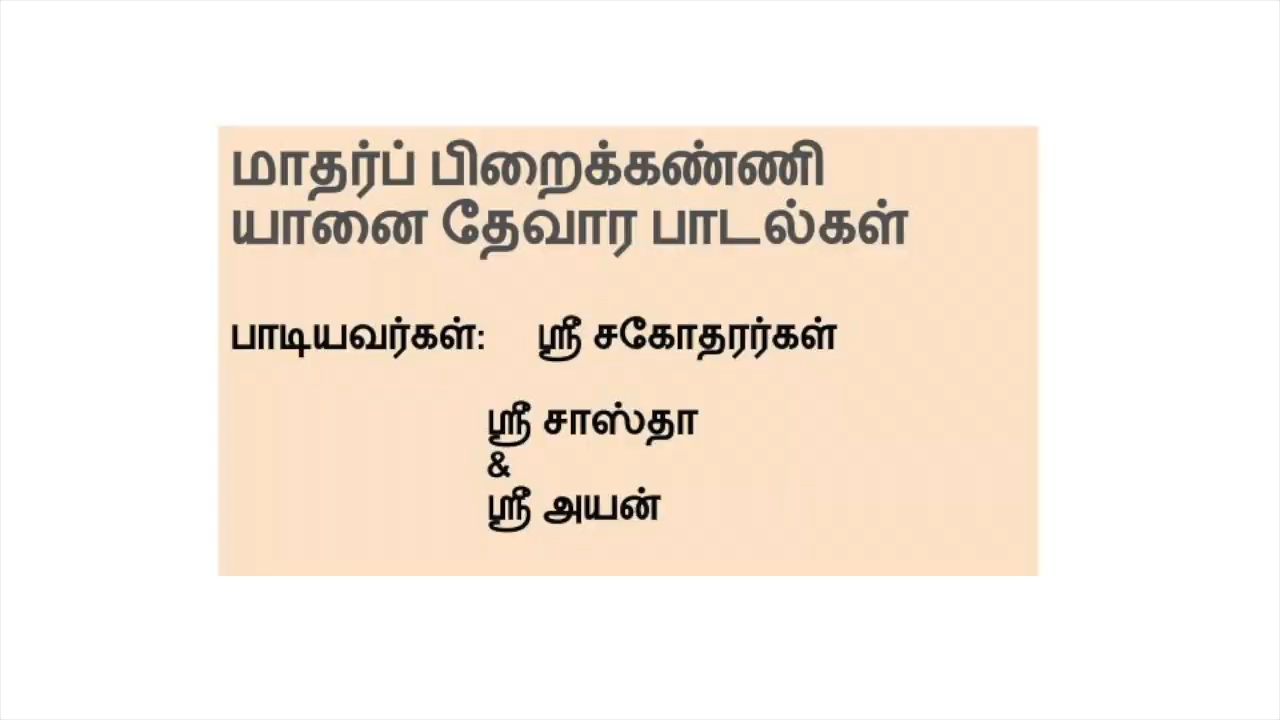 மாதர்ப் பிறைக்கண்ணி
யானை தேவார பாடல்கள்
பாடியவர்கள்: ஸ்ரீ சகோதரர்கள்
ஸ்ரீ சாஸ்தா
&
ஸ்ரீ அயன்